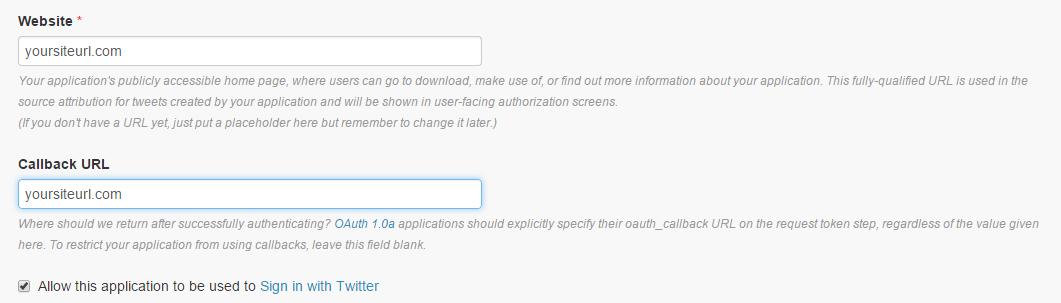 Website *
yoursiteurl.com
Your application's publicly accessible home page, where users can go to download, make use of, or find out more information about your application. This fully-qualified URL is used in the
source attribution for tweets created by your application and will be shown in user-facing authorization screens.
(If you don't have a URL yet, just put a placeholder here but remember to change it later.)
Callback URL
yoursiteurl.com
Where should we return after successfully authenticating? OAuth 1.0a applications should explicitly specify their oauth_callback URL on the request token step, regardless of the value given
here. To restrict your application from using callbacks, leave this field blank.
Allow this application to be used to Sign in with Twitter